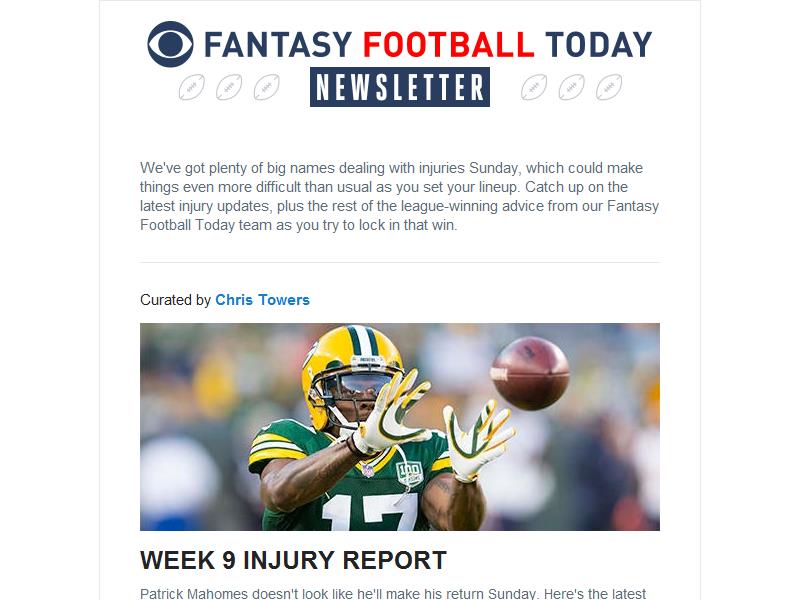 FANTASY FOOTBALL TODAY
NEWSLETTER
We've got plenty of big names dealing with injuries Sunday, which could make
things even more difficult than usual as you set your lineup. Catch up on the
latest injury updates, plus the rest of the league-winning advice from our Fantasy
Football Today team as you try to lock in that win.
Curated by Chris Towers
100
17
WEEK 9 INJURY REPORT
Patrick Mahomes doesn't look like he'll make his return Sunday. Here's the latest